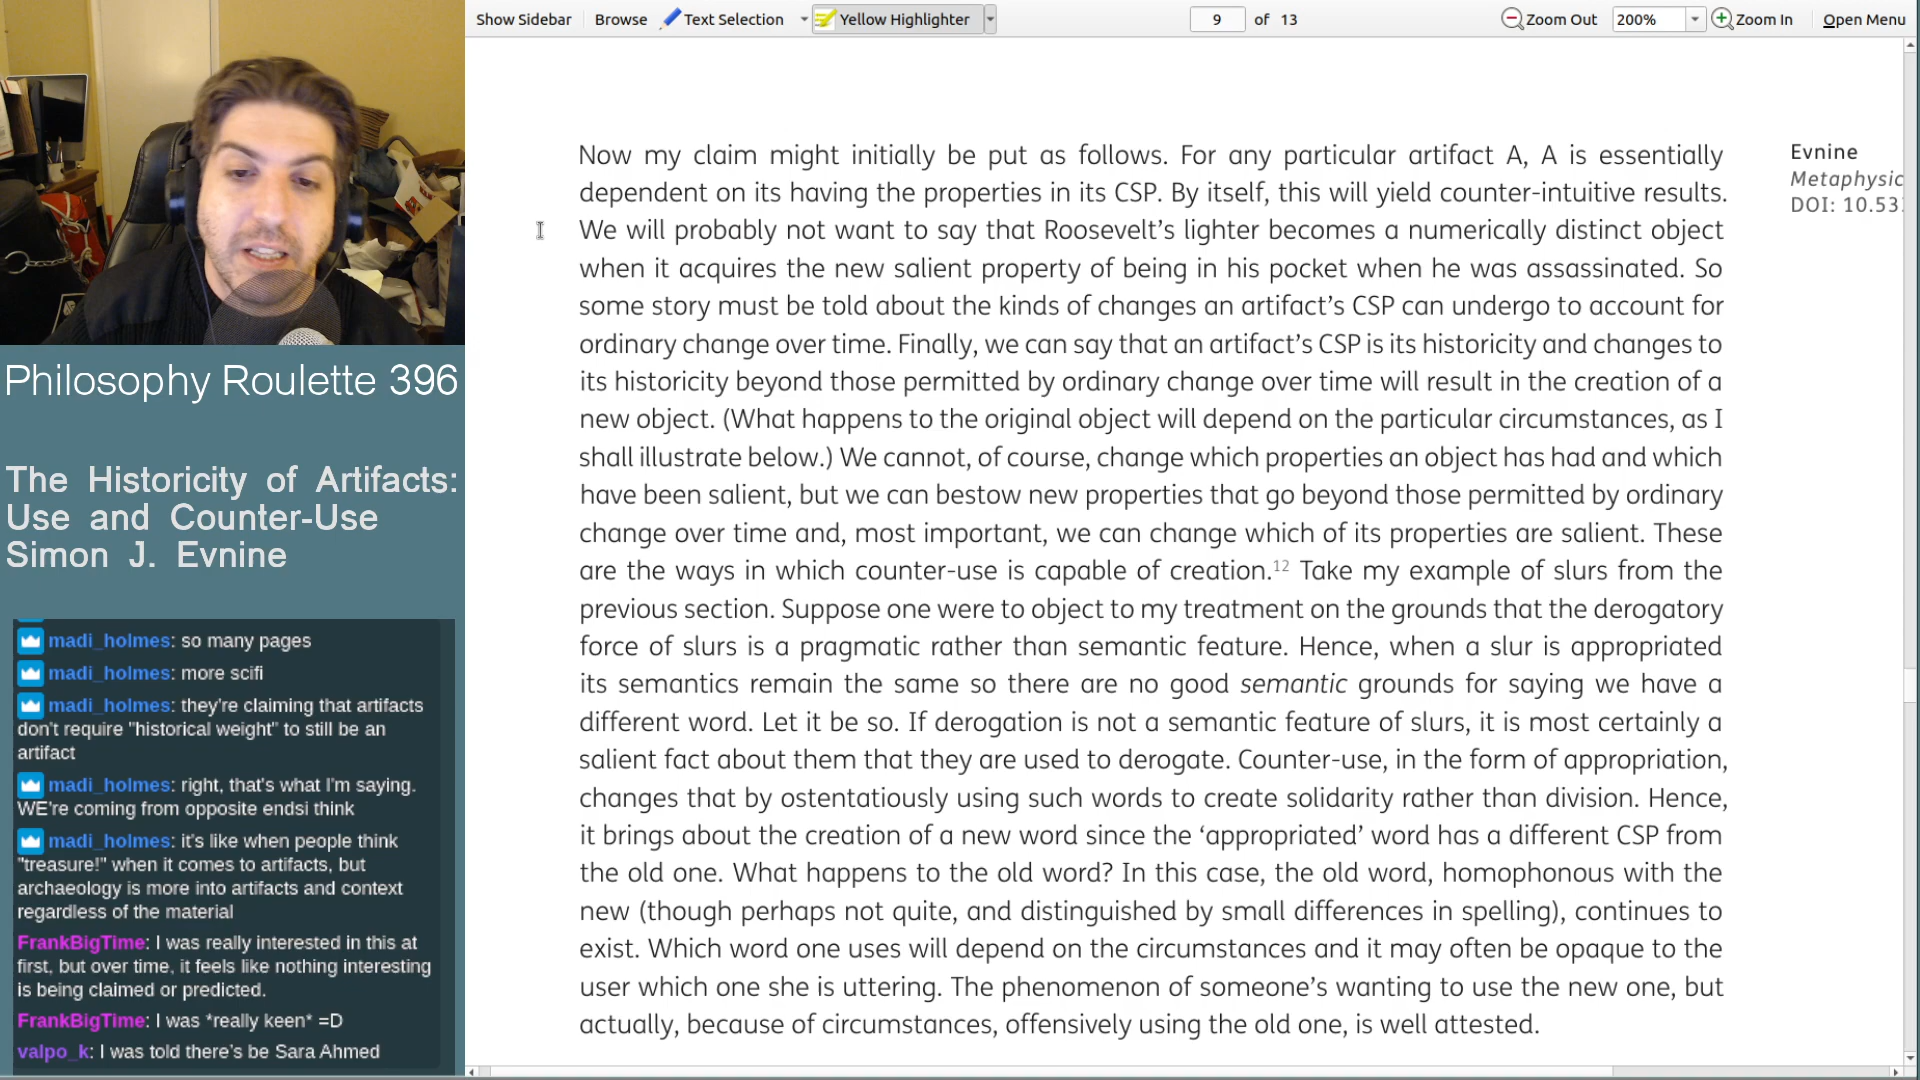 Show Sidebar Browse Text Selection Yellow Highlighter 9 of 13 Zoom Out 200% Zoom In Open Menu
Now my claim might initially be put as follows. For any particular artifact A, A is essentially
dependent on its having the properties in its CSP. By itself, this will yield counter-intuitive results.
We will probably not want to say that Roosevelt's lighter becomes a numerically distinct object
when it acquires the new salient property of being in his pocket when he was assassinated. So
some story must be told about the kinds of changes an artifact's CSP can undergo to account for
ordinary change over time. Finally, we can say that an artifact's CSP is its historicity and changes to
its historicity beyond those permitted by ordinary change over time will result in the creation of a
new object. (What happens to the original object will depend on the particular circumstances, as I
shall illustrate below.) We cannot, of course, change which properties an object has had and which
have been salient, but we can bestow new properties that go beyond those permitted by ordinary
change over time and, most important, we can change which of its properties are salient. These
are the ways in which counter-use is capable of creation.12 Take my example of slurs from the
previous section. Suppose one were to object to my treatment on the grounds that the derogatory
force of slurs is a pragmatic rather than semantic feature. Hence, when a slur is appropriated
its semantics remain the same so there are no good semantic grounds for saying we have a
different word. Let it be so. If derogation is not a semantic feature of slurs, it is most certainly a
salient fact about them that they are used to derogate. Counter-use, in the form of appropriation,
changes that by ostentatiously using such words to create solidarity rather than division. Hence,
it brings about the creation of a new word since the 'appropriated' word has a different CSP from
the old one. What happens to the old word? In this case, the old word, homophonous with the
new (though perhaps not quite, and distinguished by small differences in spelling), continues to
exist. Which word one uses will depend on the circumstances and it may often be opaque to the
user which one she is uttering. The phenomenon of someone's wanting to use the new one, but
actually, because of circumstances, offensively using the old one, is well attested.
Evnine
Metaphysic
DOI: 10.53
Philosophy Roulette 396
The Historicity of Artifacts:
Use and Counter-Use
Simon J. Evnine
madi_holmes: so many pages
madi_holmes: more scifi
madi_holmes: they're claiming that artifacts
don't require "historical weight" to still be an
artifact
madi_holmes: right, that's what I'm saying.
WE're coming from opposite endsi think
madi_holmes: it's like when people think
"treasure!" when it comes to artifacts, but
archaeology is more into artifacts and context
regardless of the material
FrankBigTime: I was really interested in this at
first, but over time, it feels like nothing interesting
is being claimed or predicted.
FrankBigTime: I was *really keen* =D
valpo_k: I was told there's be Sara Ahmed